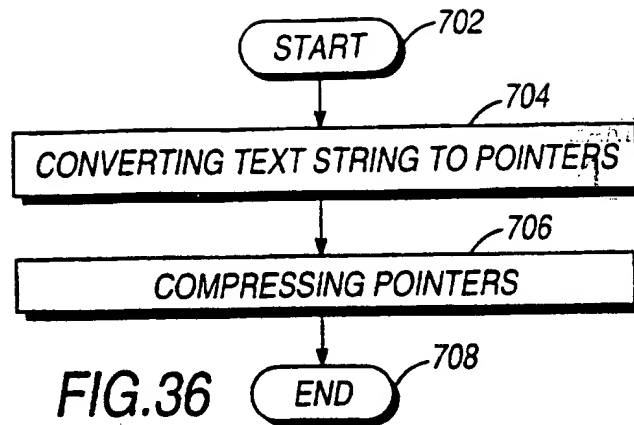 START
702
704
CONVERTING TEXT STRING TO POINTERS
706
COMPRESSING POINTERS
708
FIG.36
END